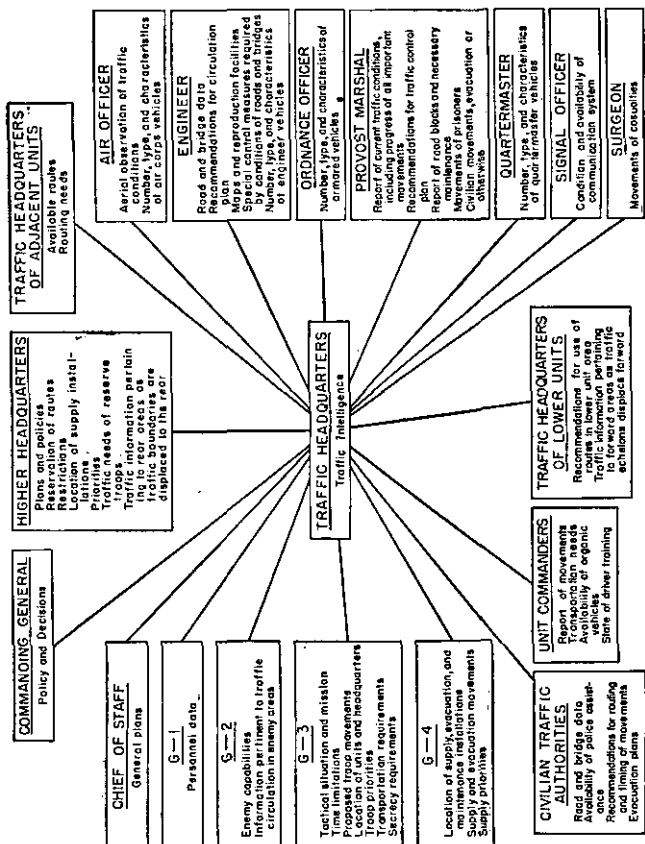 COMMANDING GENERAL
Policy and Decisions
HIGHER HEADQUARTERS
Plans and policies
Reservation of routes
Restrictions
Location of supply instal-
lations
Priorities
Traffic needs of reserve
troops
Traffic information pertain
ing to rear areas as
traffic boundaries are
displaced to the rear
TRAFFIC HEADQUARTERS
OF ADJACENT UNITS
Available routes
Routing needs
CHIEF OF STAFF
General plans
G—1
Personnel data
G—2
Enemy capabilities
Information pertinent to traffic
circulation in enemy areas
G—3
Tactical situation and mission
Time limitations
Proposed troop movements
Location of units and headquarters
Troop priorities
Transportation requirements
Secrecy requirements
G—4
Location of supply, evacuation, and
maintenance installations
Supply and evacuation movements
Supply priorities
TRAFFIC HEADQUARTERS
Traffic Intelligence
AIR OFFICER
Aerial observation of traffic
conditions
Number, type, and characteristics
of air corps vehicles
ENGINEER
Road and bridge data
Recommendations for circulation
plan
Maps and reproduction facilities
Special control measures required
by conditions of roads and bridges
Number, type, and characteristics
of engineer vehicles
ORDNANCE OFFICER
Number, type, and characteristics of
armored vehicles
PROVOST MARSHAL
Report of current traffic conditions,
including progress of all important
movements
Recommendations for traffic control
plan
Report of road blocks and necessary
maintenance
Movements of prisoners
Civilian movements, evacuation or
otherwise
QUARTERMASTER
Number, type, and characteristics
of quartermaster vehicles
SIGNAL OFFICER
Condition and availability of
communication system
SURGEON
Movements of casualties
CIVILIAN TRAFFIC
AUTHORITIES
Road and bridge data
Availability of police assist-
ance
Recommendations for routing
and timing of movements
Evacuation plans
UNIT COMMANDERS
Report of movements
Transportation needs
Availability of organic
vehicles
State of driver training
TRAFFIC HEADQUARTERS
OF LOWER UNITS
Recommendations for use of
routes in lower unit area
Traffic information pertaining
to forward areas as traffic
echelons displace forward